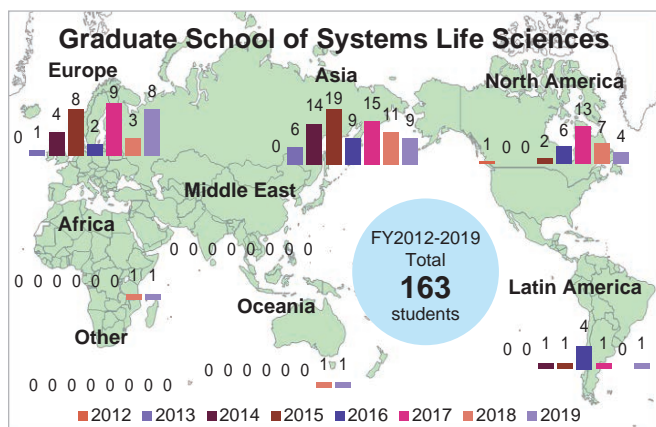 Graduate School of Systems Life Sciences
Europe
0 1 4 8 2 9 3 8
Asia
0 6 14 19 9 15 11 9
North America
1 0 0 2 6 13 7 4
Middle East
0 0 0 0 0 0 0 0
Africa
0 0 0 0 0 0 1 1
FY2012-2019
Total
163
students
Oceania
0 0 0 0 0 0 1 1
Latin America
0 0 1 1 4 1 0 1
Other
0 0 0 0 0 0 0 0
2012 2013 2014 2015 2016 2017 2018 2019